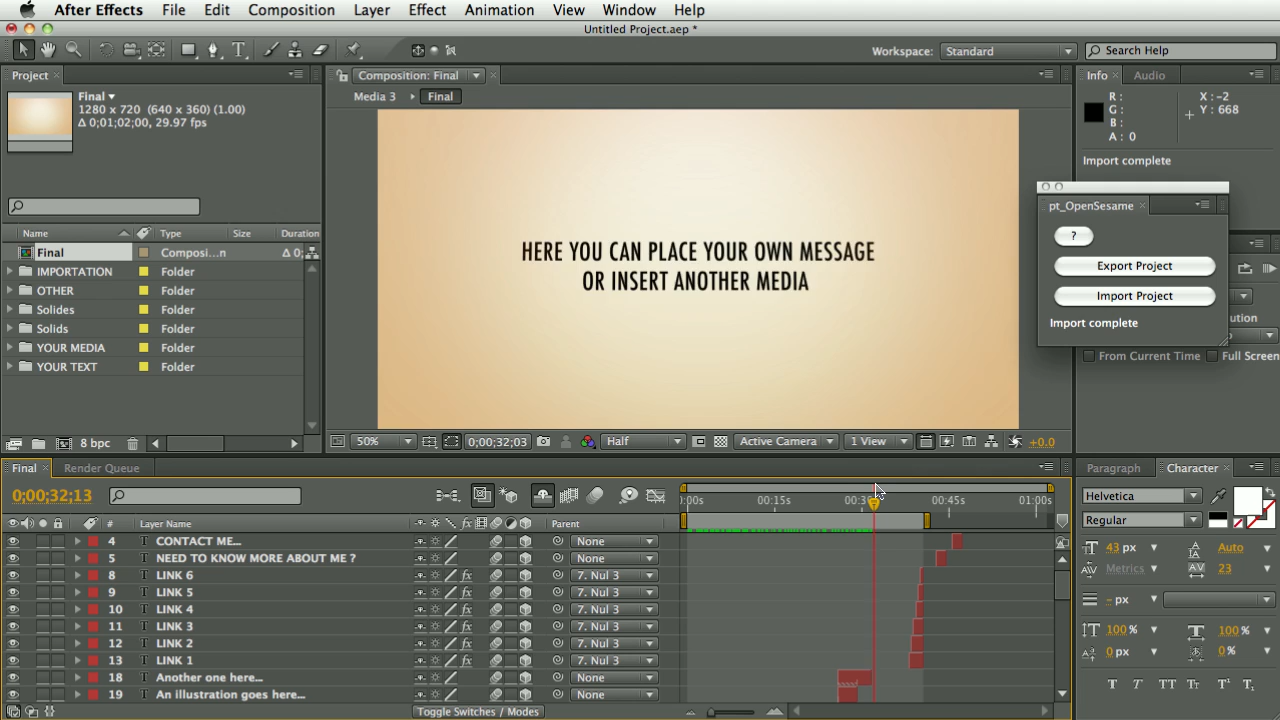 After Effects File Edit Composition Layer Effect Animation View Window Help
Untitled Project.aep *
Workspace: Standard Search Help
Project
Final
1280 x 720 (640 x 360) (1.00)
Δ 0;01;02;00, 29.97 fps
Name Type Size Duration
Final Composi...n Δ 0;
IMPORTATION Folder
OTHER Folder
Solides Folder
Solids Folder
YOUR MEDIA Folder
YOUR TEXT Folder
8 bpc
Composition: Final
Media 3 Final
HERE YOU CAN PLACE YOUR OWN MESSAGE
OR INSERT ANOTHER MEDIA
50% 0;00;32;03 Half Active Camera 1 View +0.0
Info Audio
R :
G :
B :
A : 0
X : -2
Y : 668
Import complete
pt_OpenSesame
?
Export Project
Import Project
Import complete
From Current Time Full Screen
Final Render Queue
0;00;32;13
# Layer Name Parent
00:15s 00:45s 01:00s
4 CONTACT ME... None
5 NEED TO KNOW MORE ABOUT ME ? None
8 LINK 6 7. Nul 3
9 LINK 5 7. Nul 3
10 LINK 4 7. Nul 3
11 LINK 3 7. Nul 3
12 LINK 2 7. Nul 3
13 LINK 1 7. Nul 3
18 Another one here... None
19 An illustration goes here... None
Toggle Switches / Modes
Paragraph Character
Helvetica
Regular
43 px Auto
Metrics 23
- px
100% 100%
0 px 0%